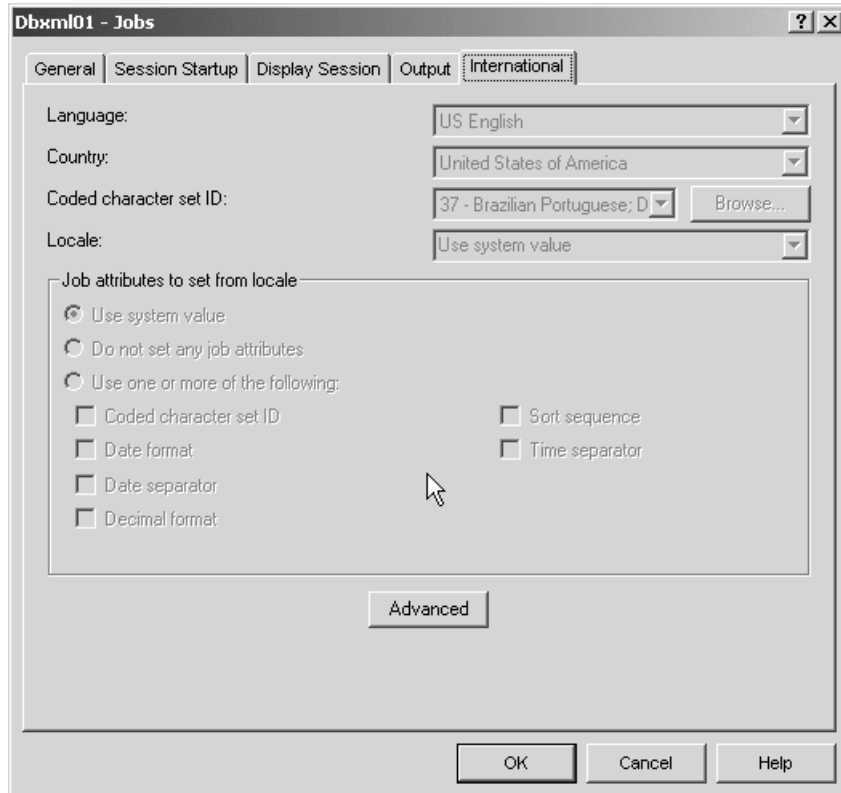 Dbxml01 - Jobs
General Session Startup Display Session Output International
Language: US English
Country: United States of America
Coded character set ID: 37 - Brazilian Portuguese; D Browse...
Locale: Use system value
Job attributes to set from locale
Use system value
Do not set any job attributes
Use one or more of the following:
Coded character set ID Sort sequence
Date format Time separator
Date separator
Decimal format
Advanced
OK Cancel Help